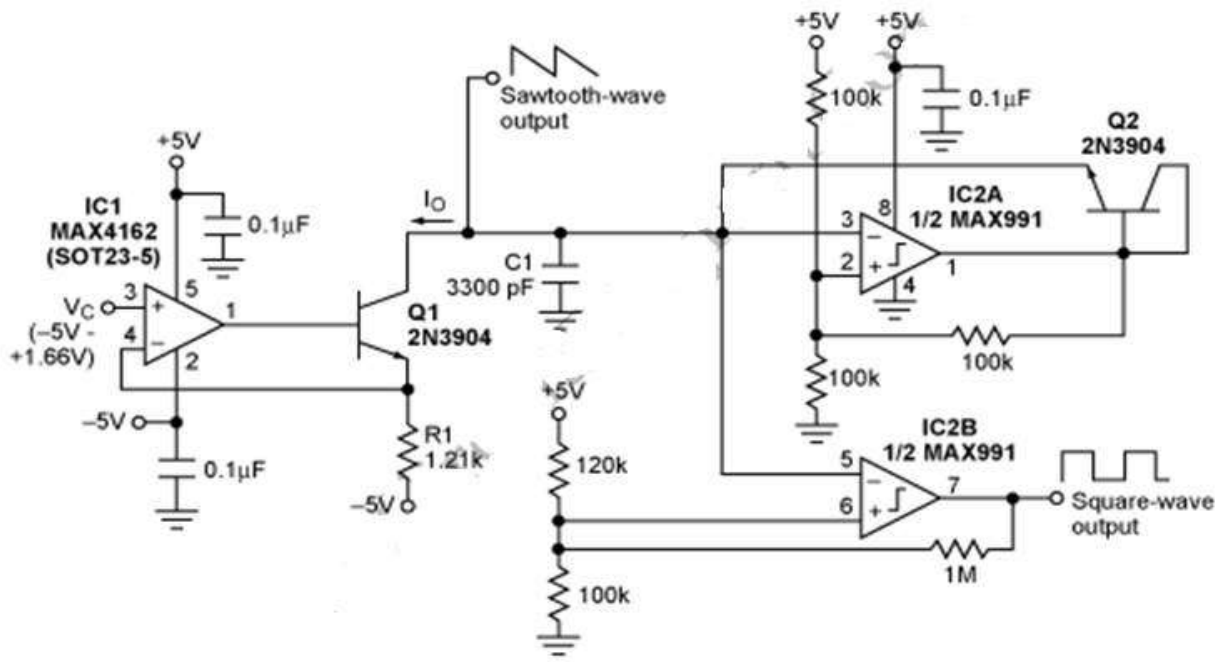 +5V
+5V
100k
0.1µF
Sawtooth-wave
output
Q2
2N3904
+5V
IC1
MAX4162
(SOT23-5)
0.1µF
IO
IC2A
1/2 MAX991
8
3
−
2
+
4
1
C1
3300 pF
VC
(–5V -
+1.66V)
3
+
4
−
5
1
2
Q1
2N3904
100k
100k
+5V
–5V
R1
1.21k
0.1µF
–5V
120k
IC2B
1/2 MAX991
5
−
6
+
7
Square-wave
output
1M
100k